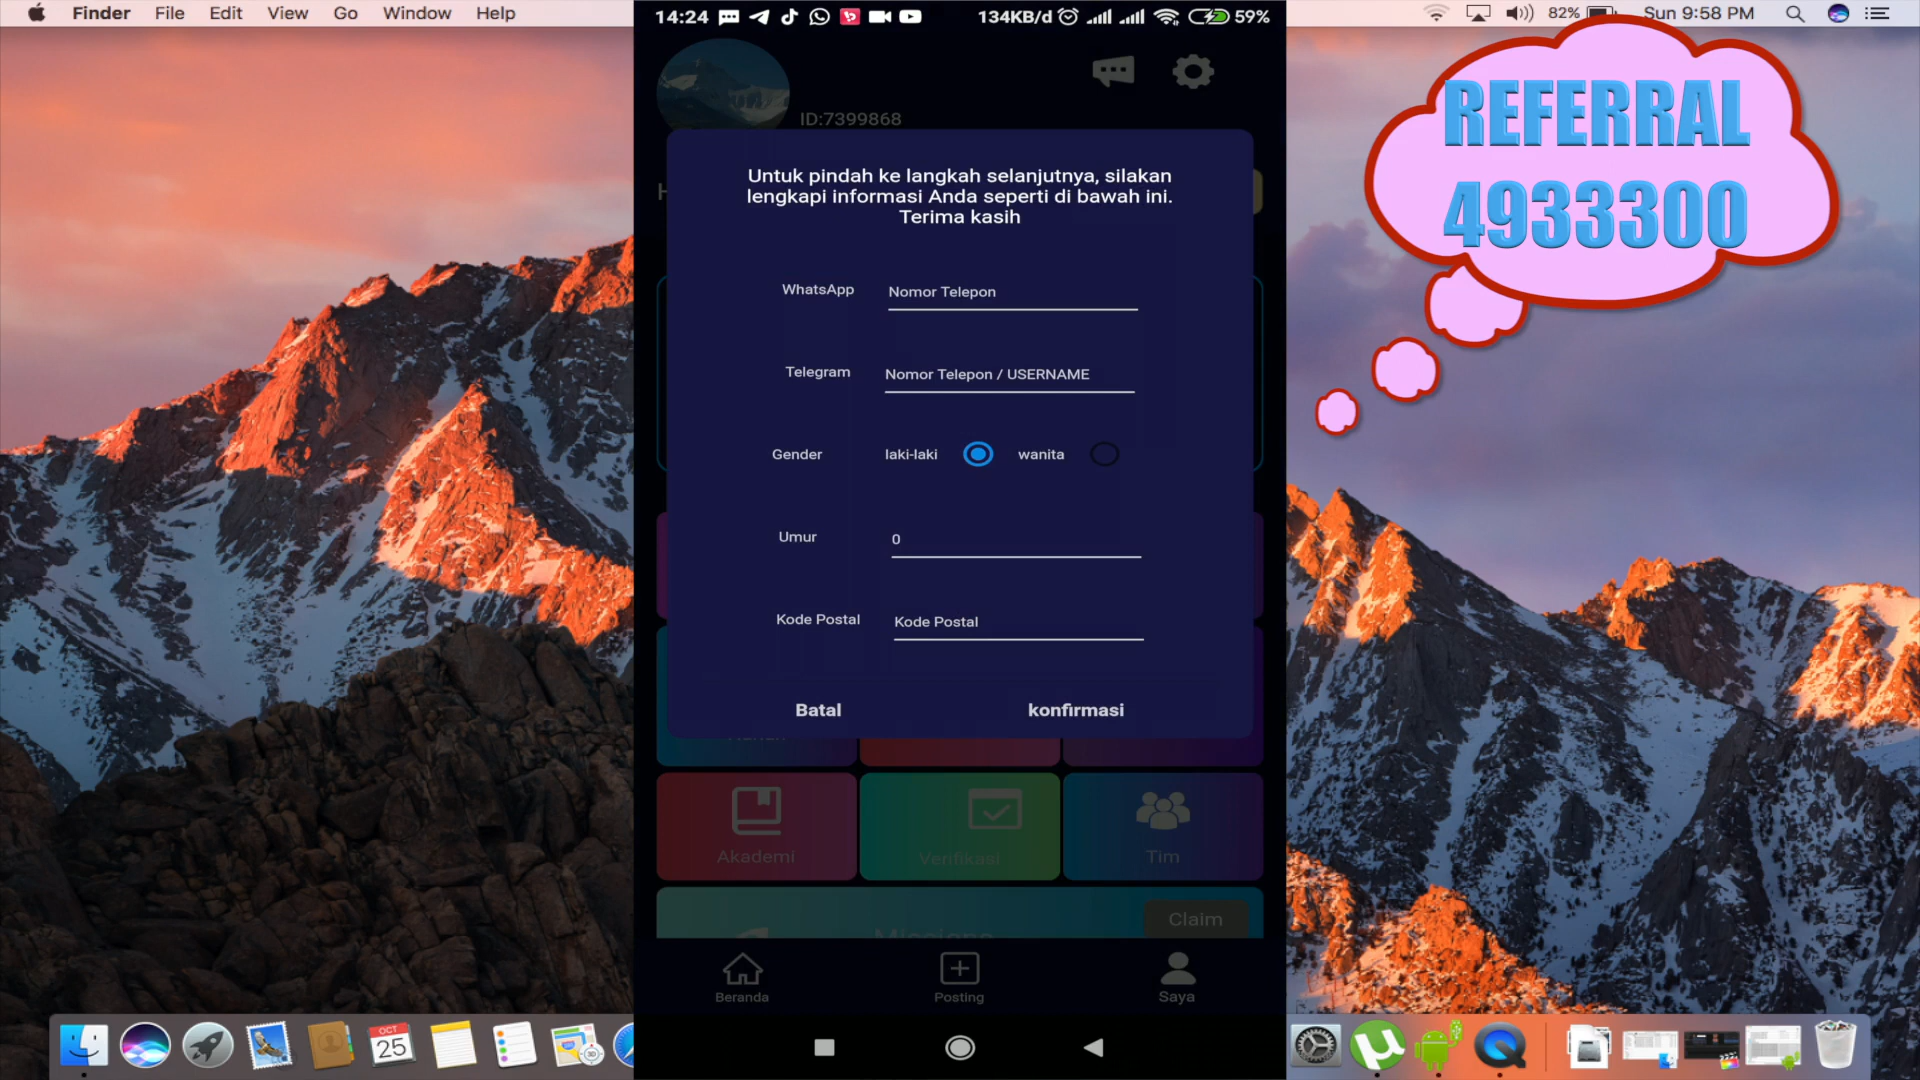 Finder File Edit View Go Window Help
82% Sun 9:58 PM
14:24 134KB/d 59%
ID:7399868
REFERRAL
4933300
Untuk pindah ke langkah selanjutnya, silakan
lengkapi informasi Anda seperti di bawah ini.
Terima kasih
WhatsApp Nomor Telepon
Telegram Nomor Telepon / USERNAME
Gender laki-laki wanita
Umur 0
Kode Postal Kode Postal
Batal konfirmasi
Akademi Verifikasi Tim
Claim
Missions
Beranda Posting Saya
OCT
25